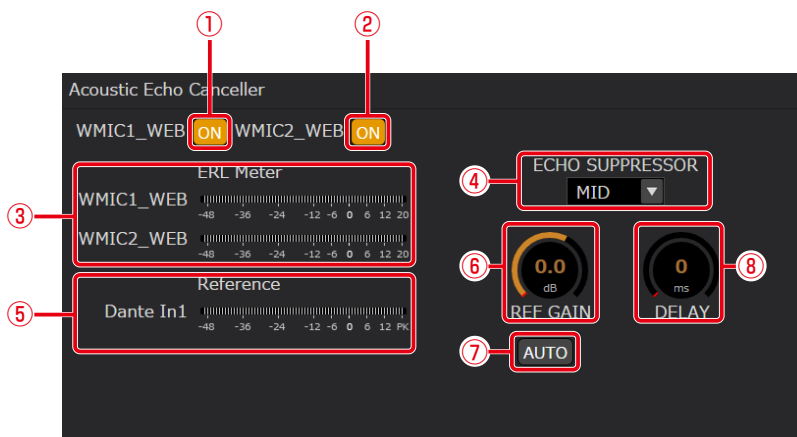 ① ②
Acoustic Echo Canceller
WMIC1_WEB ON WMIC2_WEB ON
③
ERL Meter
WMIC1_WEB
-48 -36 -24 -12 -6 0 6 12 20
WMIC2_WEB
-48 -36 -24 -12 -6 0 6 12 20
④
ECHO SUPPRESSOR
MID
⑤
Reference
Dante In1
-48 -36 -24 -12 -6 0 6 12 PK
⑥
0.0
dB
REF GAIN
⑧
0
ms
DELAY
⑦
AUTO